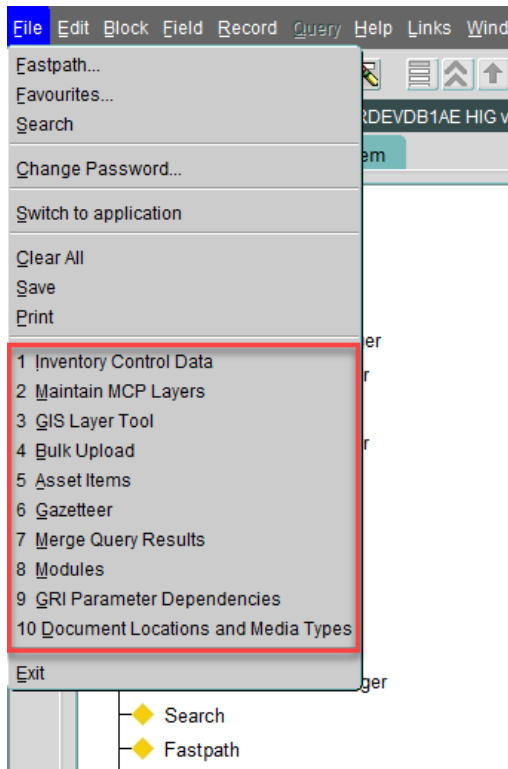 File Edit Block Field Record Query Help Links Wind
Fastpath...
Favourites...
Search
RDEVDB1AE HIG v
em
Change Password...
Switch to application
Clear All
Save
Print
er
1 Inventory Control Data
r
2 Maintain MCP Layers
3 GIS Layer Tool
r
4 Bulk Upload
5 Asset Items
6 Gazetteer
7 Merge Query Results
8 Modules
9 GRI Parameter Dependencies
10 Document Locations and Media Types
Exit
ger
Search
Fastpath